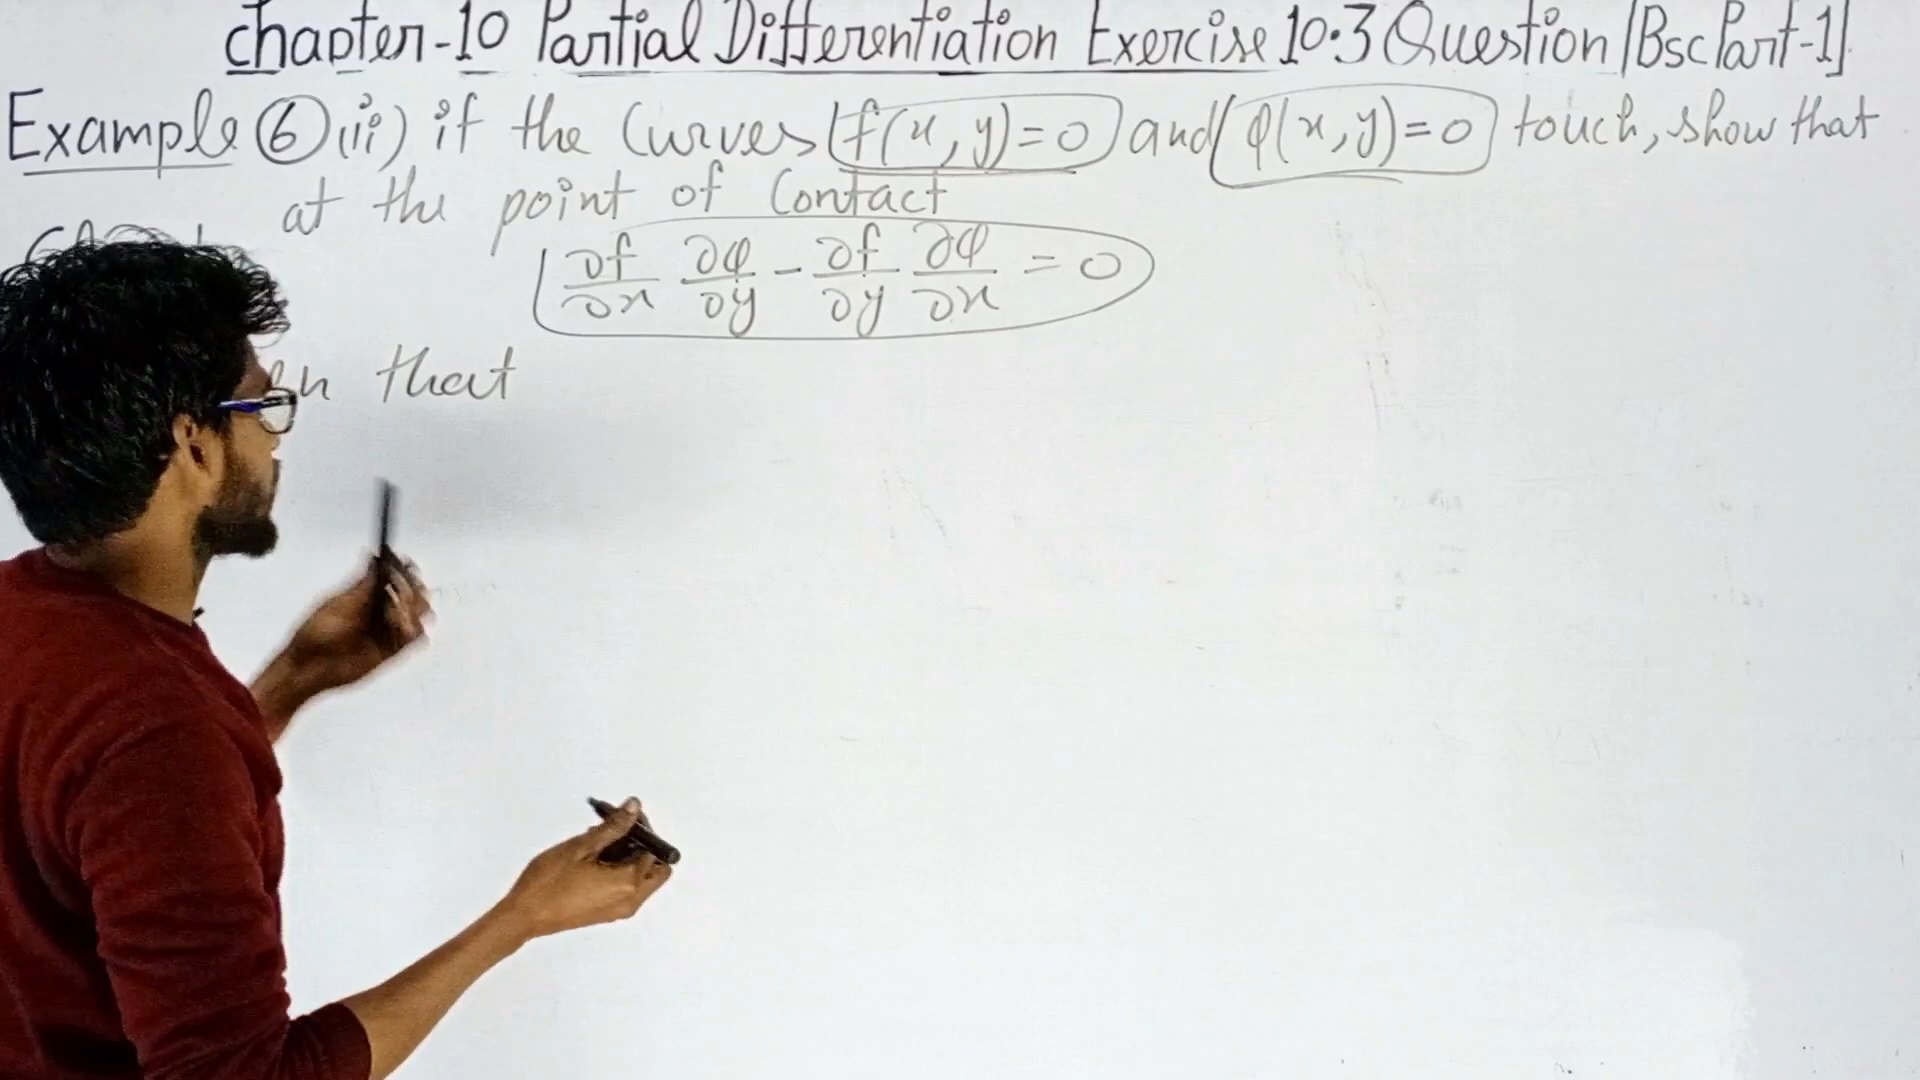 Chapter-10 Partial Differentiation Exercise 10.3 Question [Bsc Part-1]
Example ⑥ (ii) if the Curves f(x,y)=0 and φ(x,y)=0 touch, show that
at the point of Contact
∂f/∂x ∂φ/∂y - ∂f/∂y ∂φ/∂x = 0
that